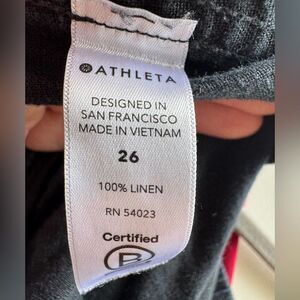 ATHLETA
DESIGNED IN
SAN FRANCISCO
MADE IN VIETNAM
26
100% LINEN
RN 54023
Certified
B